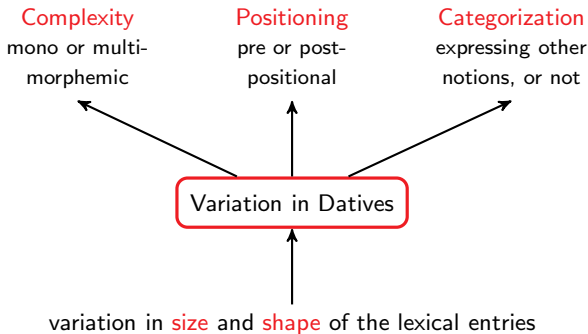 Complexity
mono or multi-
morphemic
Positioning
pre or post-
positional
Categorization
expressing other
notions, or not
Variation in Datives
variation in size and shape of the lexical entries